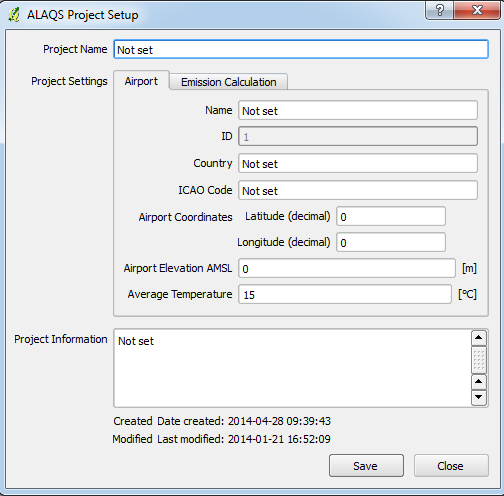 ALAQS Project Setup
Project Name Not set
Project Settings Airport Emission Calculation
Name Not set
ID 1
Country Not set
ICAO Code Not set
Airport Coordinates Latitude (decimal) 0
Longitude (decimal) 0
Airport Elevation AMSL 0 [m]
Average Temperature 15 [°C]
Project Information Not set
Created Date created: 2014-04-28 09:39:43
Modified Last modified: 2014-01-21 16:52:09
Save Close